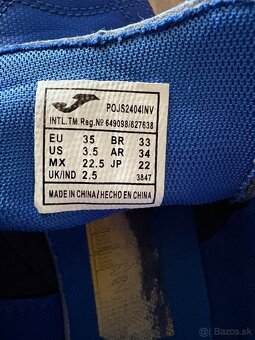 POJS2404INV
INTL.TM.Reg.Nº 649088/627638
EU 35 BR 33
US 3.5 AR 34
MX 22.5 JP 22
UK/IND 2.5 3847
MADE IN CHINA/HECHO EN CHINA
bazos.sk